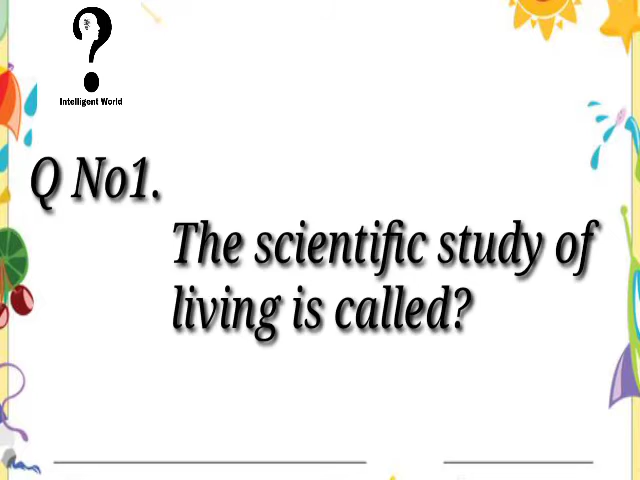 Intelligent World
Q No1.
The scientific study of
living is called?